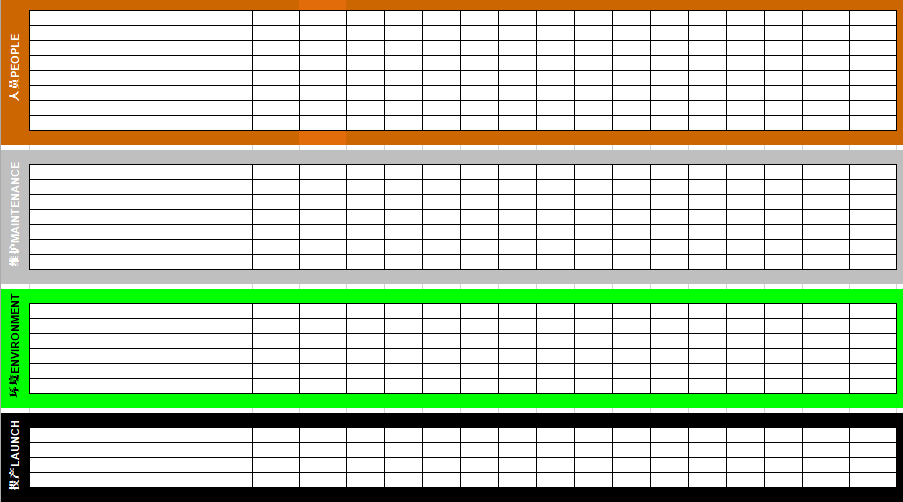 人员PEOPLE
维护MAINTENANCE
环境ENVIRONMENT
投产LAUNCH